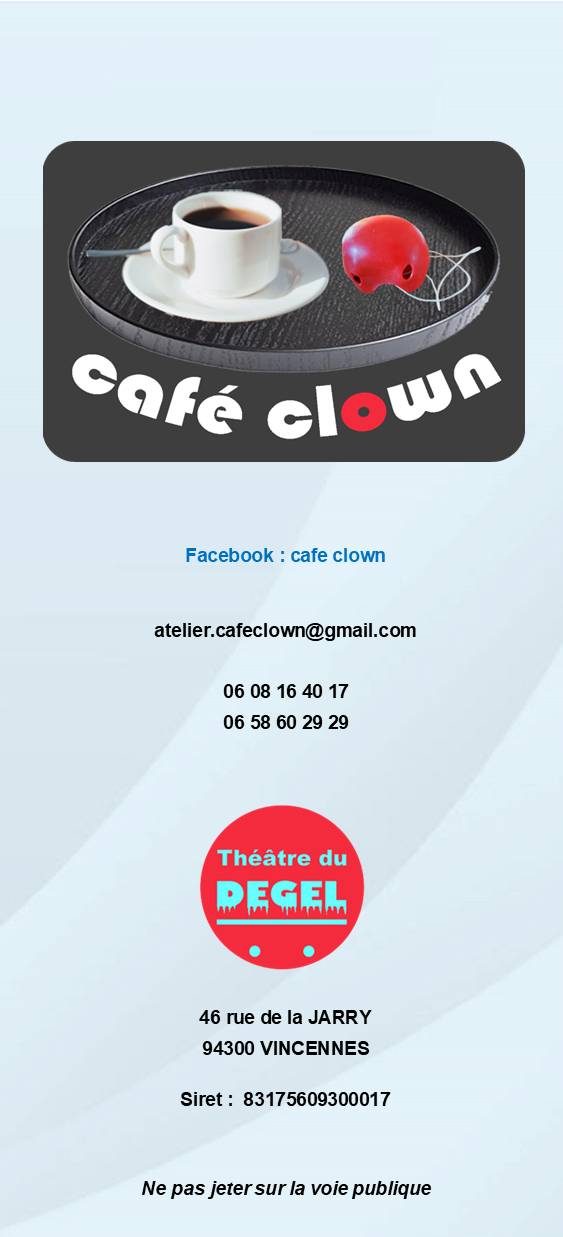 café clown
Facebook : cafe clown
atelier.cafeclown@gmail.com
06 08 16 40 17
06 58 60 29 29
Théâtre du
DEGEL
46 rue de la JARRY
94300 VINCENNES
Siret :  83175609300017
Ne pas jeter sur la voie publique